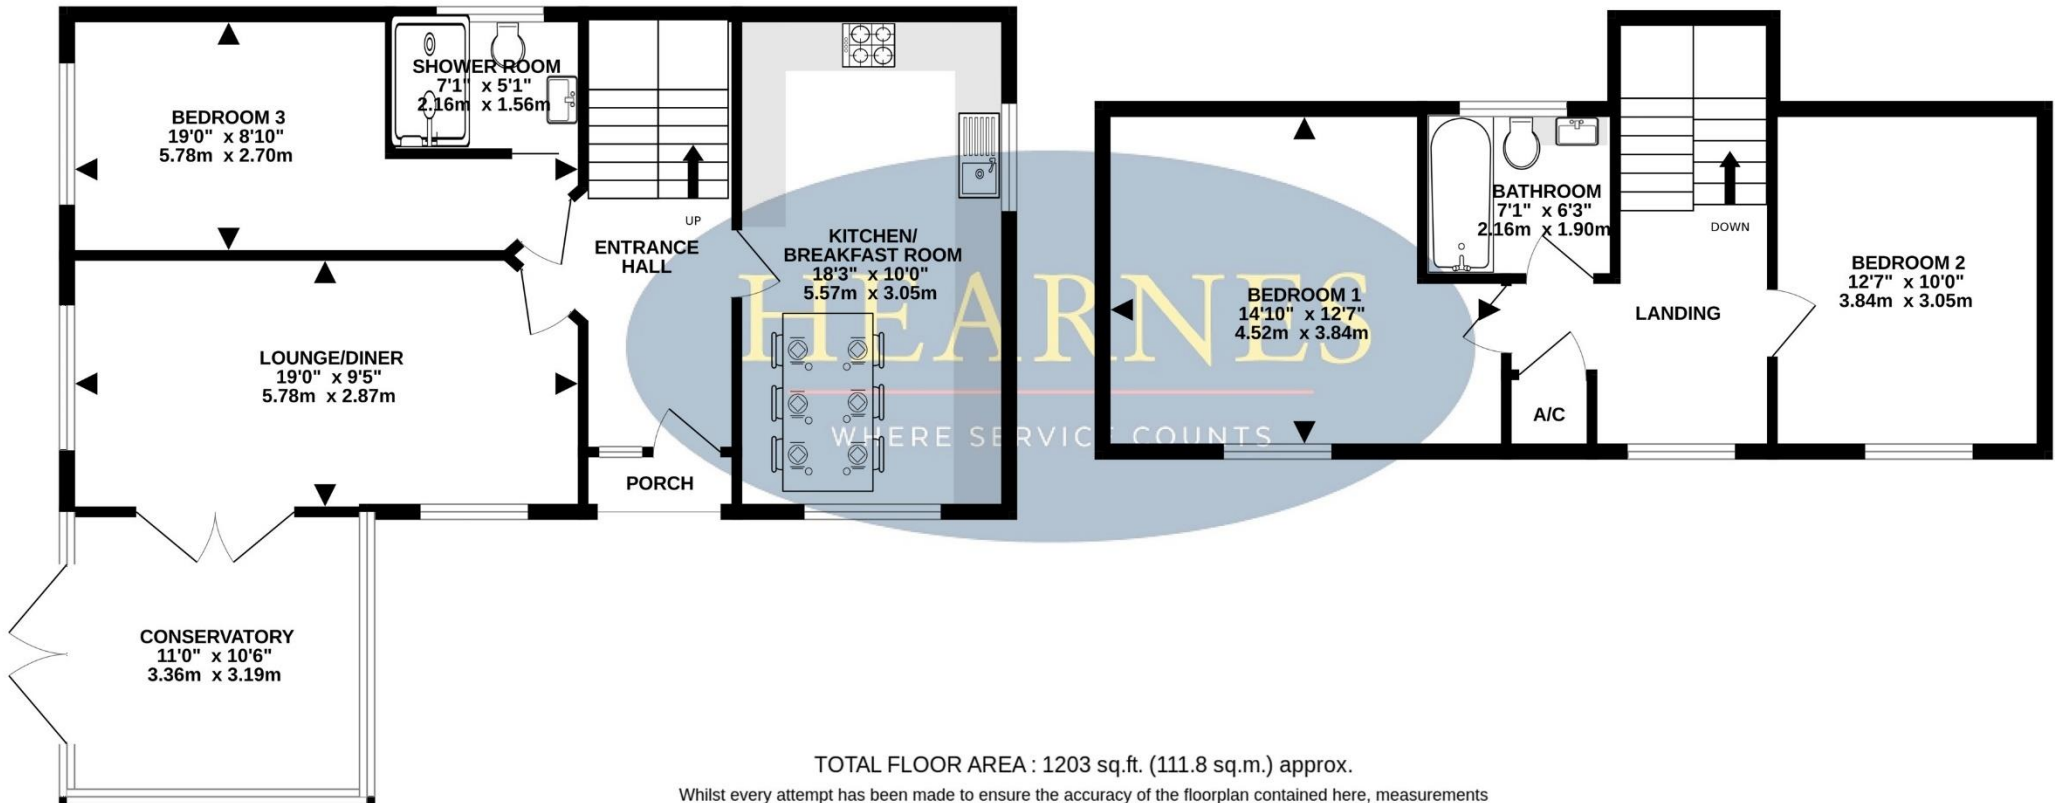 SHOWER ROOM
7'1" x 5'1"
2.16m x 1.56m
BEDROOM 3
19'0" x 8'10"
5.78m x 2.70m
UP
ENTRANCE
HALL
KITCHEN/
BREAKFAST ROOM
18'3" x 10'0"
5.57m x 3.05m
LOUNGE/DINER
19'0" x 9'5"
5.78m x 2.87m
PORCH
CONSERVATORY
11'0" x 10'6"
3.36m x 3.19m
HEARNES
WHERE SERVICE COUNTS
BATHROOM
7'1" x 6'3"
2.16m x 1.90m
DOWN
BEDROOM 1
14'10" x 12'7"
4.52m x 3.84m
LANDING
BEDROOM 2
12'7" x 10'0"
3.84m x 3.05m
A/C
TOTAL FLOOR AREA : 1203 sq.ft. (111.8 sq.m.) approx.
Whilst every attempt has been made to ensure the accuracy of the floorplan contained here, measurements